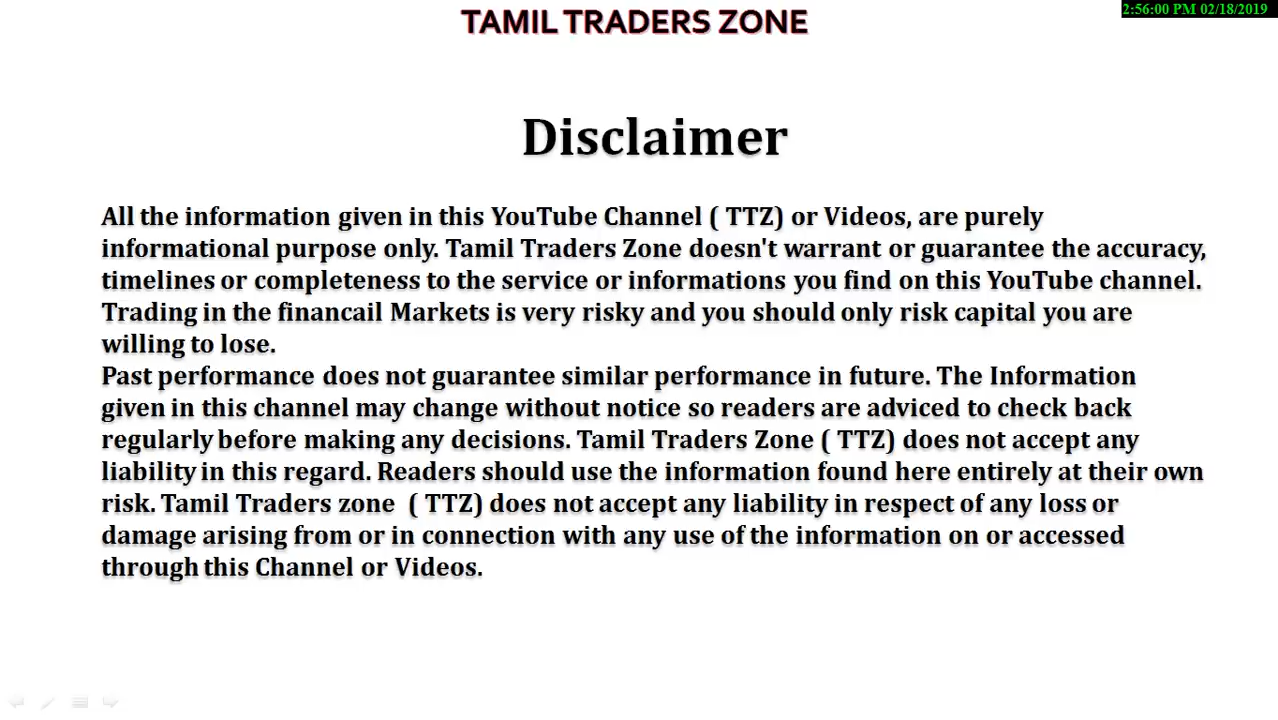 TAMIL TRADERS ZONE
2:56:00 PM 02/18/2019
Disclaimer
All the information given in this YouTube Channel ( TTZ) or Videos, are purely
informational purpose only. Tamil Traders Zone doesn't warrant or guarantee the accuracy,
timelines or completeness to the service or informations you find on this YouTube channel.
Trading in the financail Markets is very risky and you should only risk capital you are
willing to lose.
Past performance does not guarantee similar performance in future. The Information
given in this channel may change without notice so readers are adviced to check back
regularly before making any decisions. Tamil Traders Zone ( TTZ) does not accept any
liability in this regard. Readers should use the information found here entirely at their own
risk. Tamil Traders zone  ( TTZ) does not accept any liability in respect of any loss or
damage arising from or in connection with any use of the information on or accessed
through this Channel or Videos.